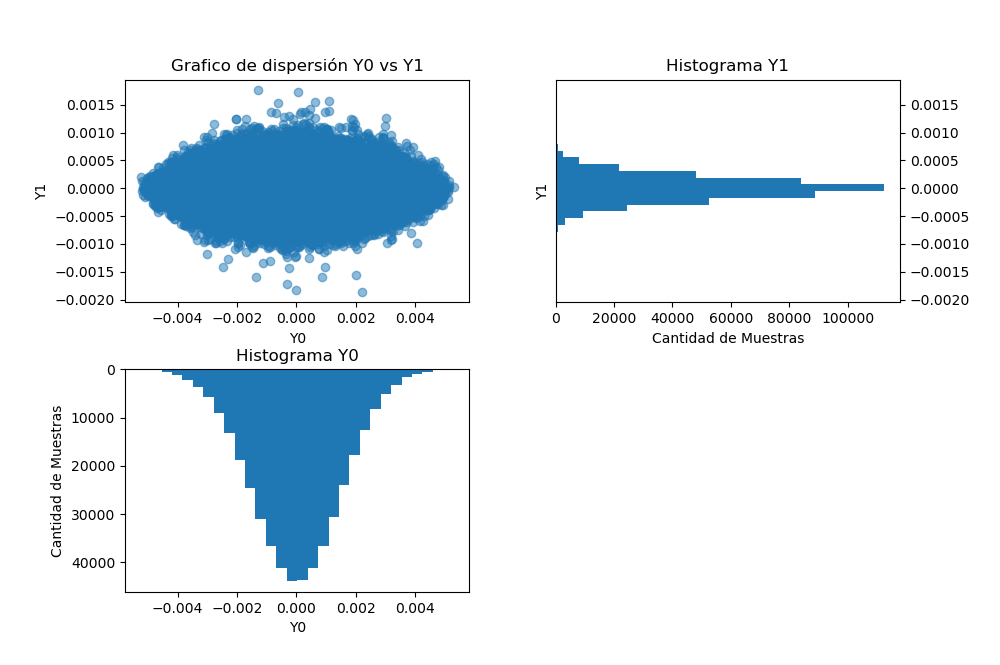 Grafico de dispersión Y0 vs Y1
0.0015
0.0010
0.0005
0.0000
−0.0005
−0.0010
−0.0015
−0.0020
Y1
−0.004 −0.002 0.000 0.002 0.004
Y0
Histograma Y1
0.0015
0.0010
0.0005
0.0000
−0.0005
−0.0010
−0.0015
−0.0020
Y1
0 20000 40000 60000 80000 100000
Cantidad de Muestras
Histograma Y0
0
10000
20000
30000
40000
Cantidad de Muestras
−0.004 −0.002 0.000 0.002 0.004
Y0